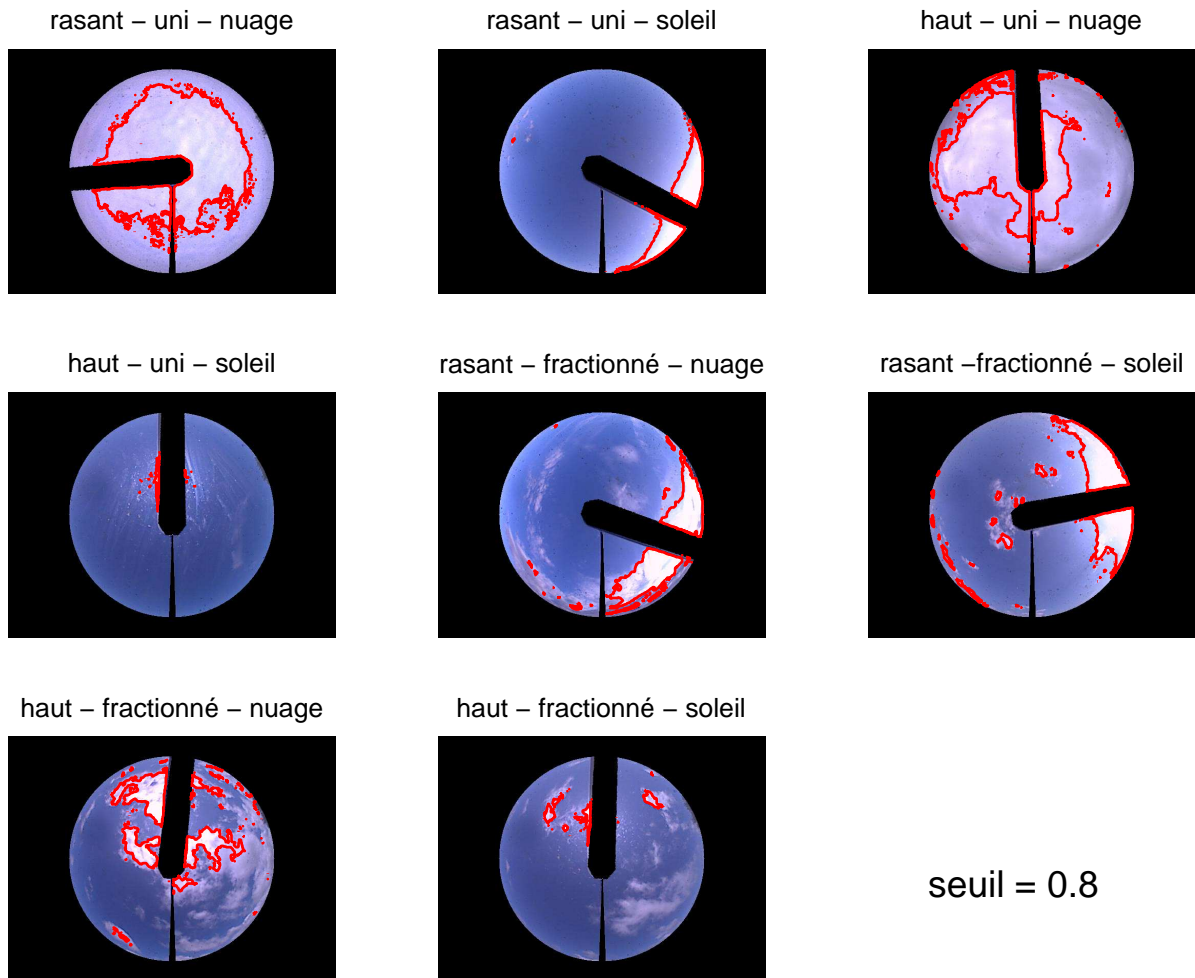 rasant – uni – nuage
rasant – uni – soleil
haut – uni – nuage
haut – uni – soleil
rasant – fractionné – nuage
rasant –fractionné – soleil
haut – fractionné – nuage
haut – fractionné – soleil
seuil = 0.8